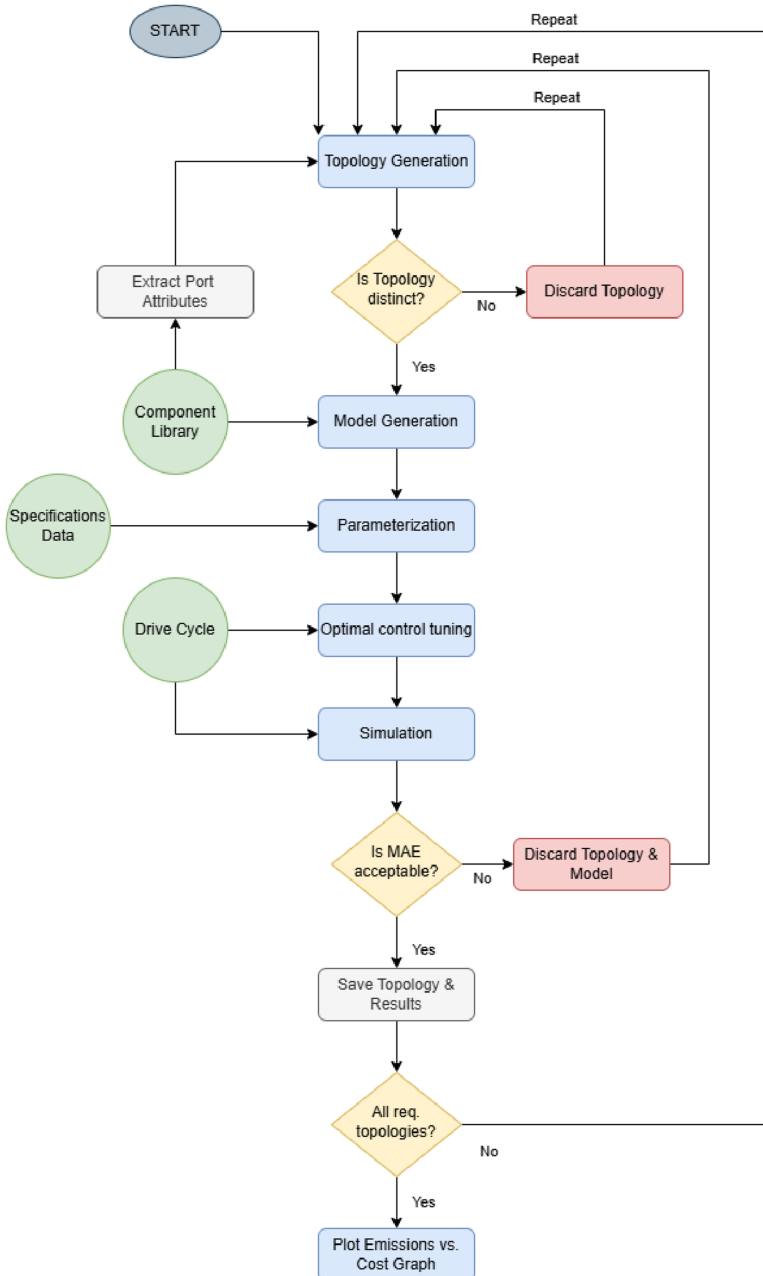 START
Repeat
Repeat
Repeat
Topology Generation
Extract Port
Attributes
Is Topology
distinct?
No
Discard Topology
Yes
Component
Library
Model Generation
Specifications
Data
Parameterization
Drive Cycle
Optimal control tuning
Simulation
Is MAE
acceptable?
No
Discard Topology &
Model
Yes
Save Topology &
Results
All req.
topologies?
No
Yes
Plot Emissions vs.
Cost Graph